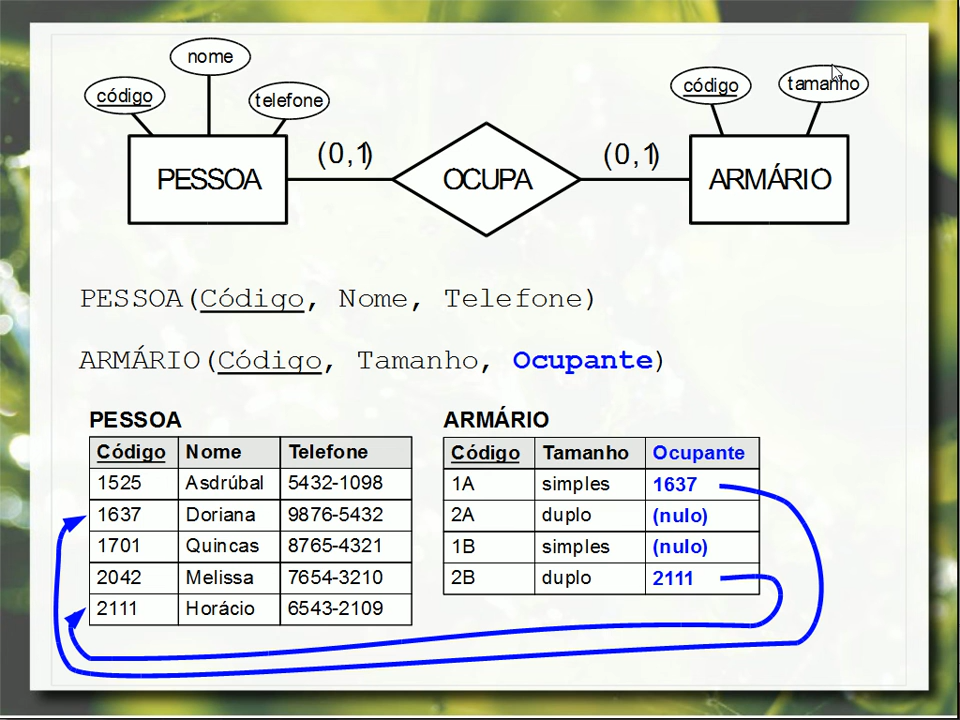 nome
código
telefone
código
tamanho
(0,1)
(0,1)
PESSOA
OCUPA
ARMÁRIO
PESSOA(Código, Nome, Telefone)
ARMÁRIO(Código, Tamanho, Ocupante)
PESSOA
Código Nome Telefone
1525 Asdrúbal 5432-1098
1637 Doriana 9876-5432
1701 Quincas 8765-4321
2042 Melissa 7654-3210
2111 Horácio 6543-2109
ARMÁRIO
Código Tamanho Ocupante
1A simples 1637
2A duplo (nulo)
1B simples (nulo)
2B duplo 2111